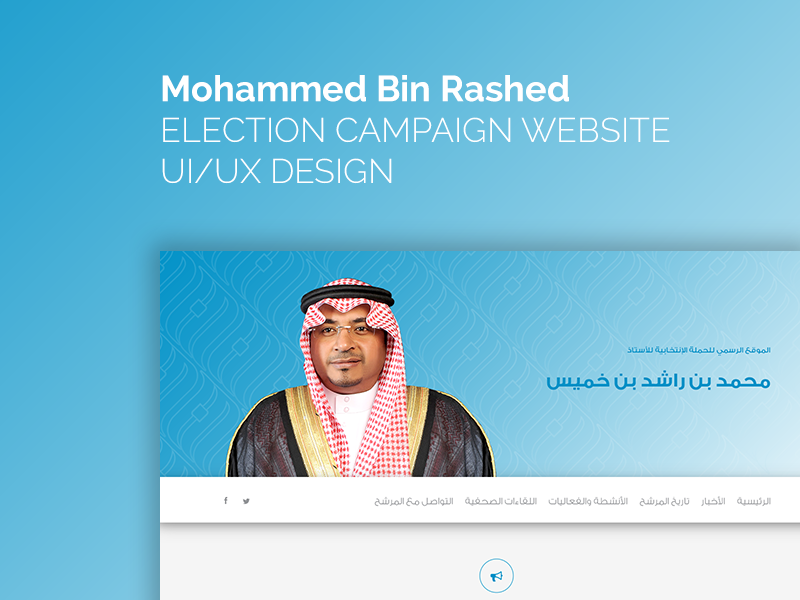 Mohammed Bin Rashed
ELECTION CAMPAIGN WEBSITE
UI/UX DESIGN
الموقع الرسمي للحملة الإنتخابية للأستاذ
محمد بن راشد بن خميس
الرئيسية الأخبار تاريخ المرشح الأنشطة والفعاليات اللقاءات الصحفية التواصل مع المرشح